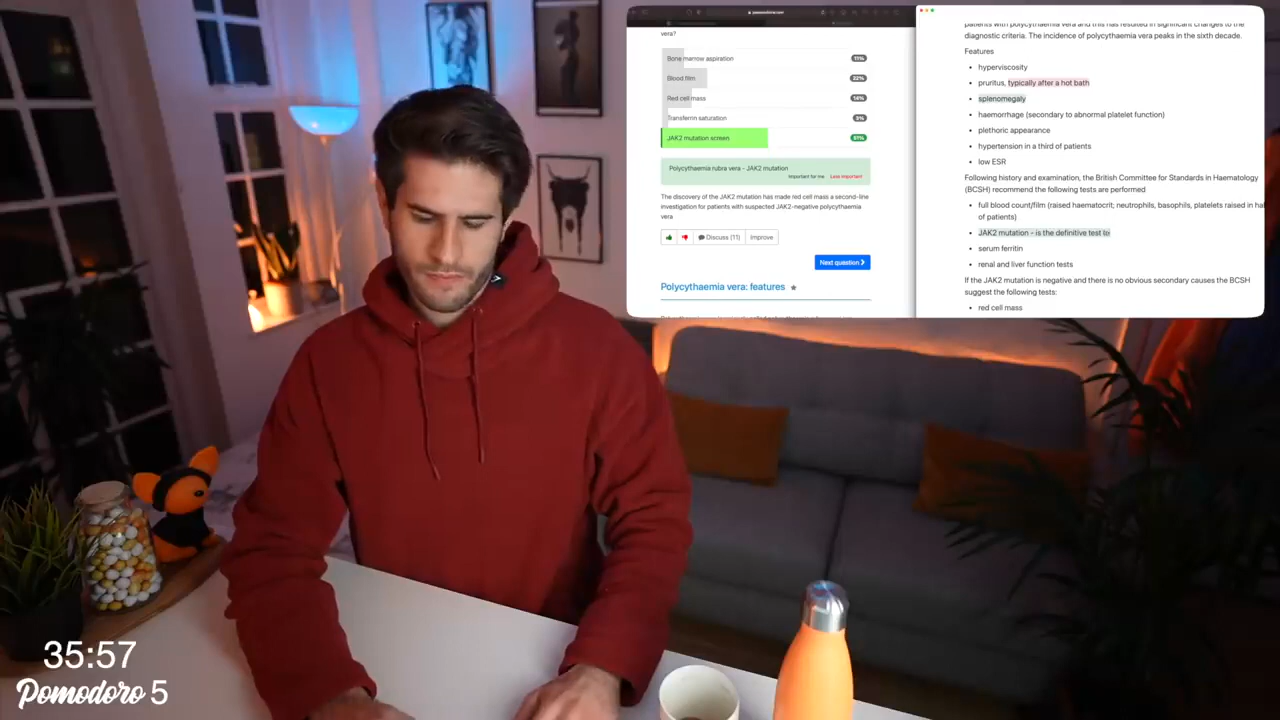 vera?
Bone marrow aspiration 11%
Blood film 22%
Red cell mass 14%
Transferrin saturation 3%
JAK2 mutation screen 51%
Polycythaemia rubra vera - JAK2 mutation
Important for me Less important
The discovery of the JAK2 mutation has made red cell mass a second-line
investigation for patients with suspected JAK2-negative polycythaemia
vera
Discuss (11) Improve
Next question
Polycythaemia vera: features
patients with polycythaemia vera and this has resulted in significant changes to the
diagnostic criteria. The incidence of polycythaemia vera peaks in the sixth decade.
Features
hyperviscosity
pruritus, typically after a hot bath
splenomegaly
haemorrhage (secondary to abnormal platelet function)
plethoric appearance
hypertension in a third of patients
low ESR
Following history and examination, the British Committee for Standards in Haematology
(BCSH) recommend the following tests are performed
full blood count/film (raised haematocrit; neutrophils, basophils, platelets raised in hal
of patients)
JAK2 mutation - is the definitive test to
serum ferritin
renal and liver function tests
If the JAK2 mutation is negative and there is no obvious secondary causes the BCSH
suggest the following tests:
red cell mass
35:57
Pomodoro 5